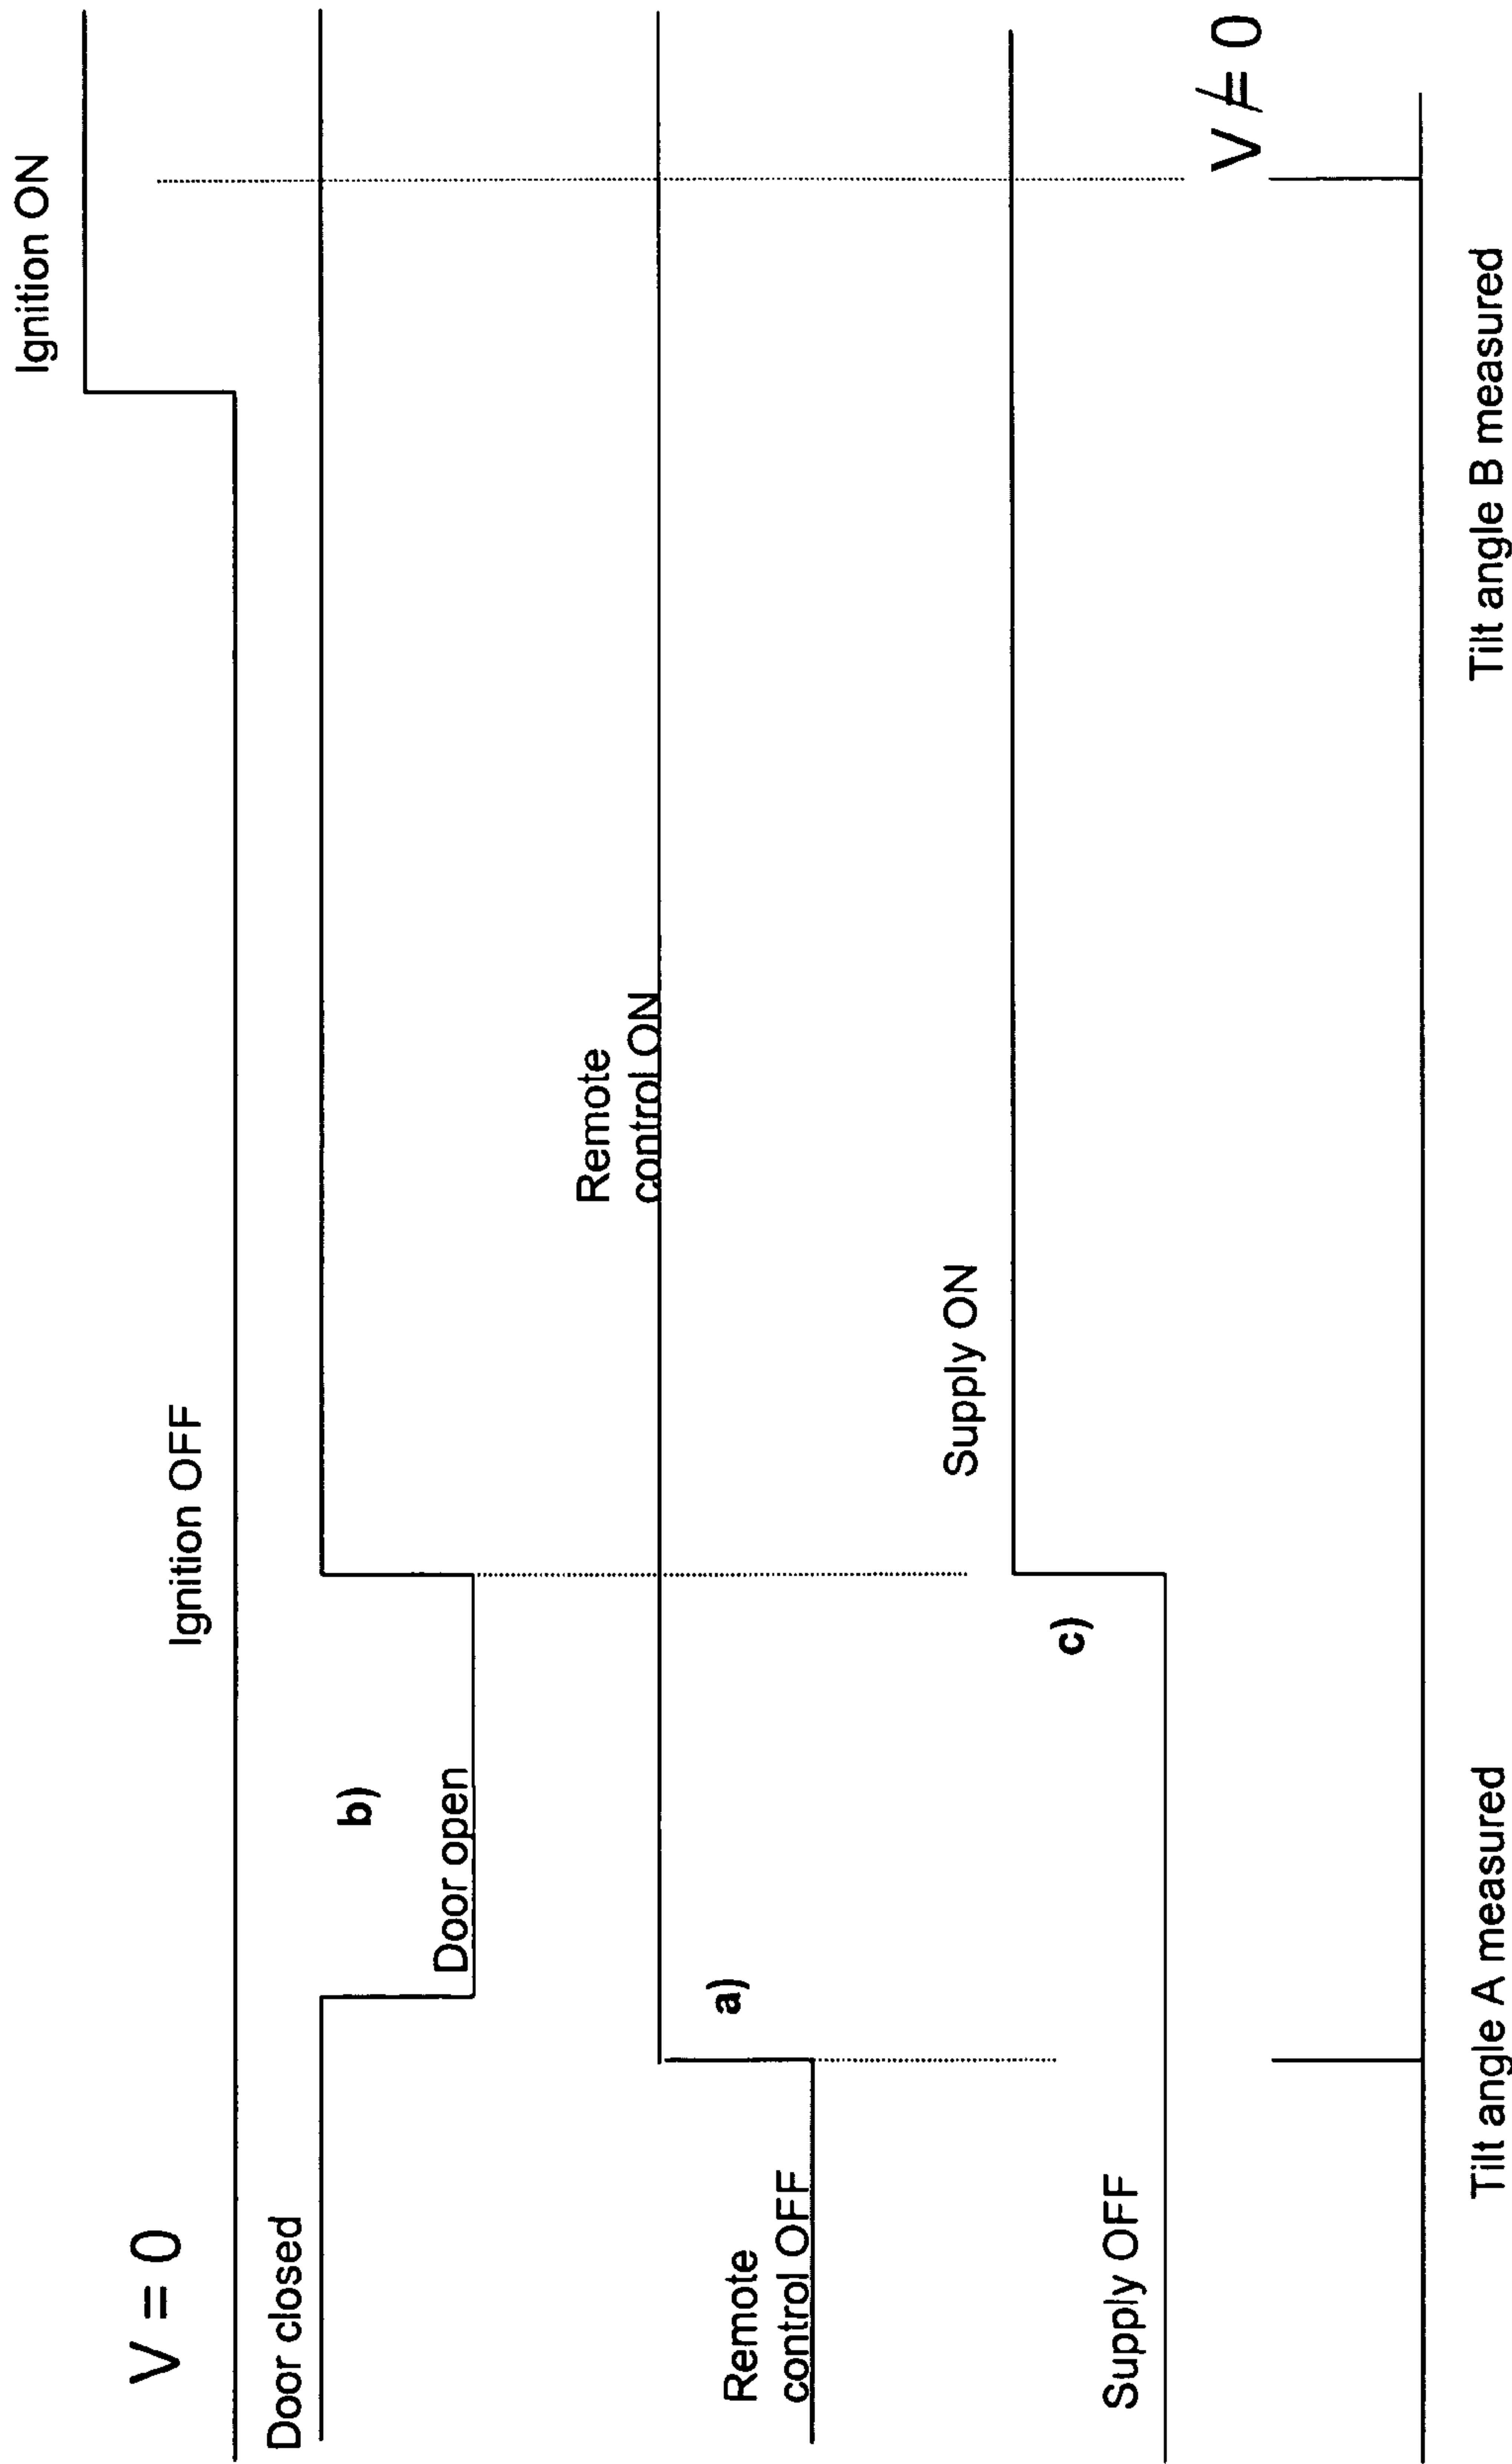 Ignition ON
V = 0
Ignition OFF
Door closed
b)
Door open
Remote
control ON
a)
Remote
control OFF
Supply ON
c)
Supply OFF
V ≠ 0
Tilt angle A measured
Tilt angle B measured